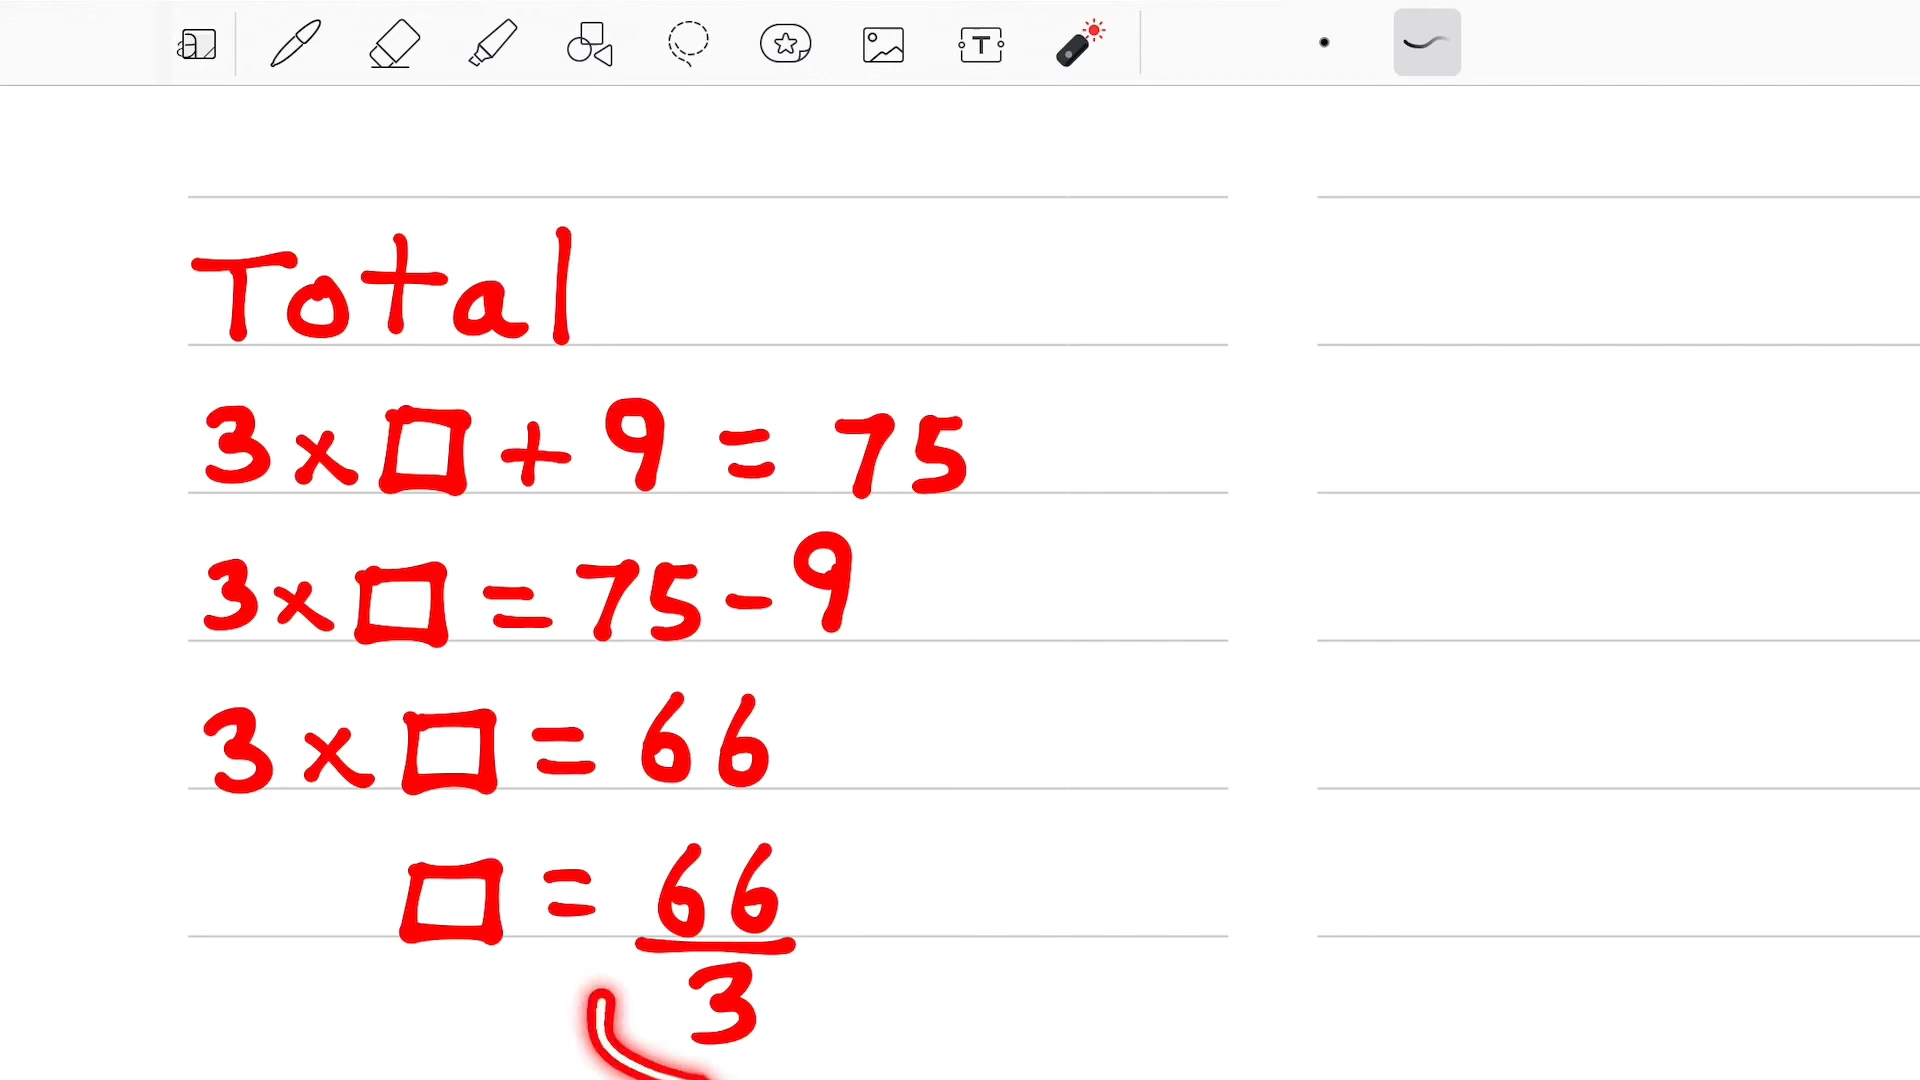 Total
3 × □ + 9 = 75
3 × □ = 75 - 9
3 × □ = 66
□ = 66/3